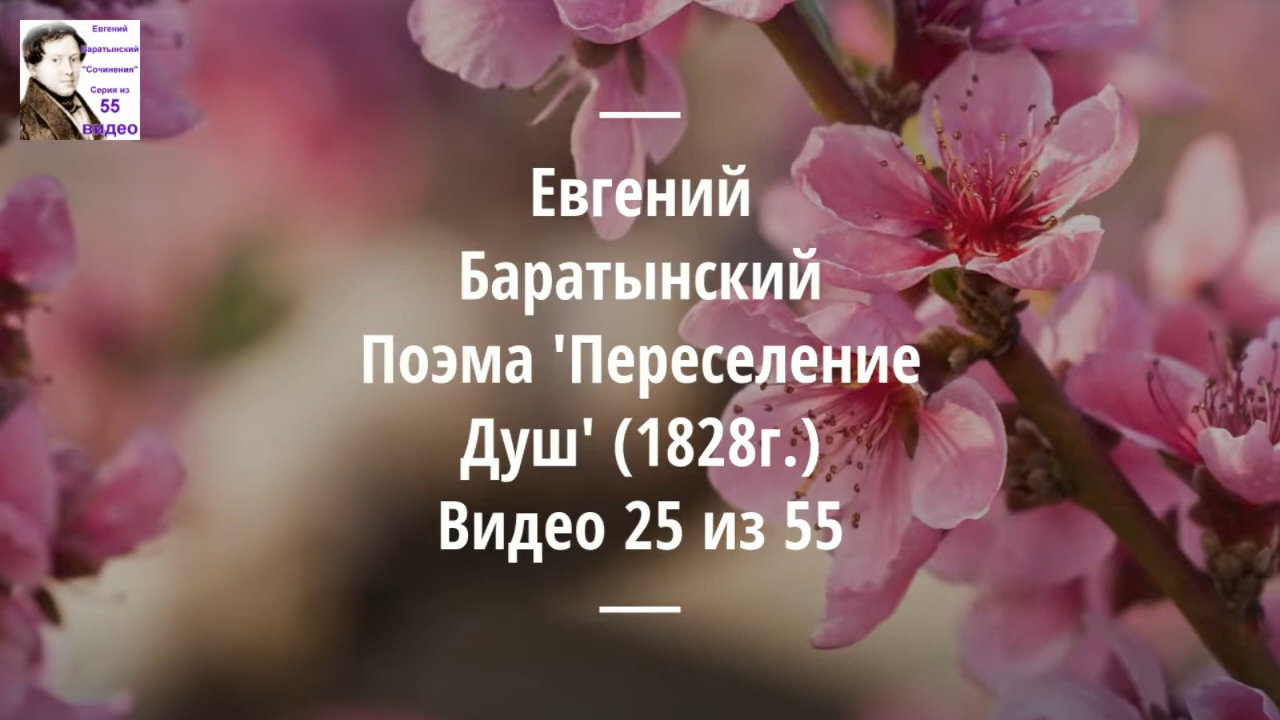 Евгений
Баратынский
"Сочинения"
Серия из
55
видео
Евгений
Баратынский
Поэма 'Переселение
Душ' (1828г.)
Видео 25 из 55